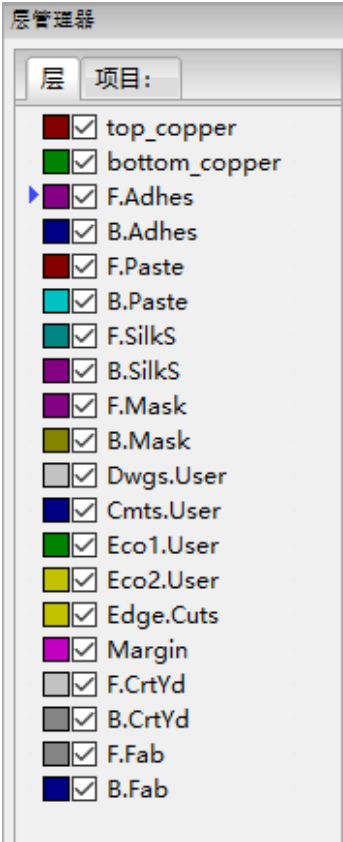 层管理器
层 项目:
top_copper
bottom_copper
F.Adhes
B.Adhes
F.Paste
B.Paste
F.SilkS
B.SilkS
F.Mask
B.Mask
Dwgs.User
Cmts.User
Eco1.User
Eco2.User
Edge.Cuts
Margin
F.CrtYd
B.CrtYd
F.Fab
B.Fab